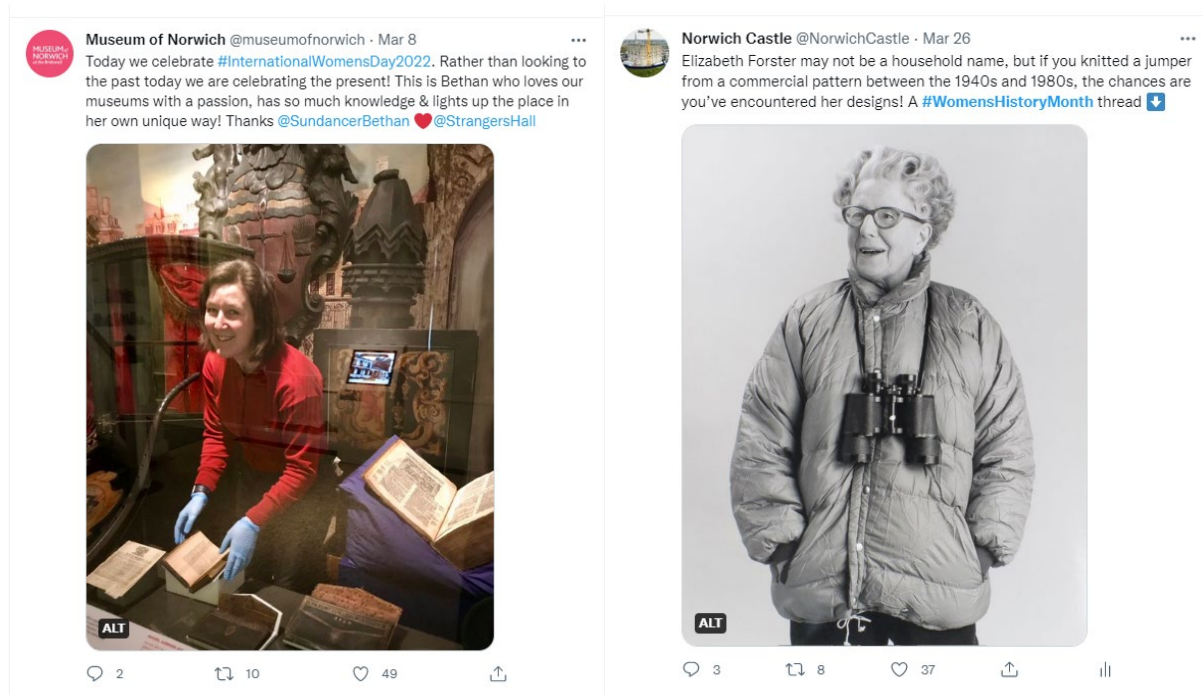 MUSEUM of
NORWICH
at the Bridewell
Museum of Norwich @museumofnorwich · Mar 8
Today we celebrate #InternationalWomensDay2022. Rather than looking to
the past today we are celebrating the present! This is Bethan who loves our
museums with a passion, has so much knowledge & lights up the place in
her own unique way! Thanks @SundancerBethan ❤️@StrangersHall
ALT
2 10 49
Norwich Castle @NorwichCastle · Mar 26
Elizabeth Forster may not be a household name, but if you knitted a jumper
from a commercial pattern between the 1940s and 1980s, the chances are
you’ve encountered her designs! A #WomensHistoryMonth thread ⬇️
ALT
3 8 37